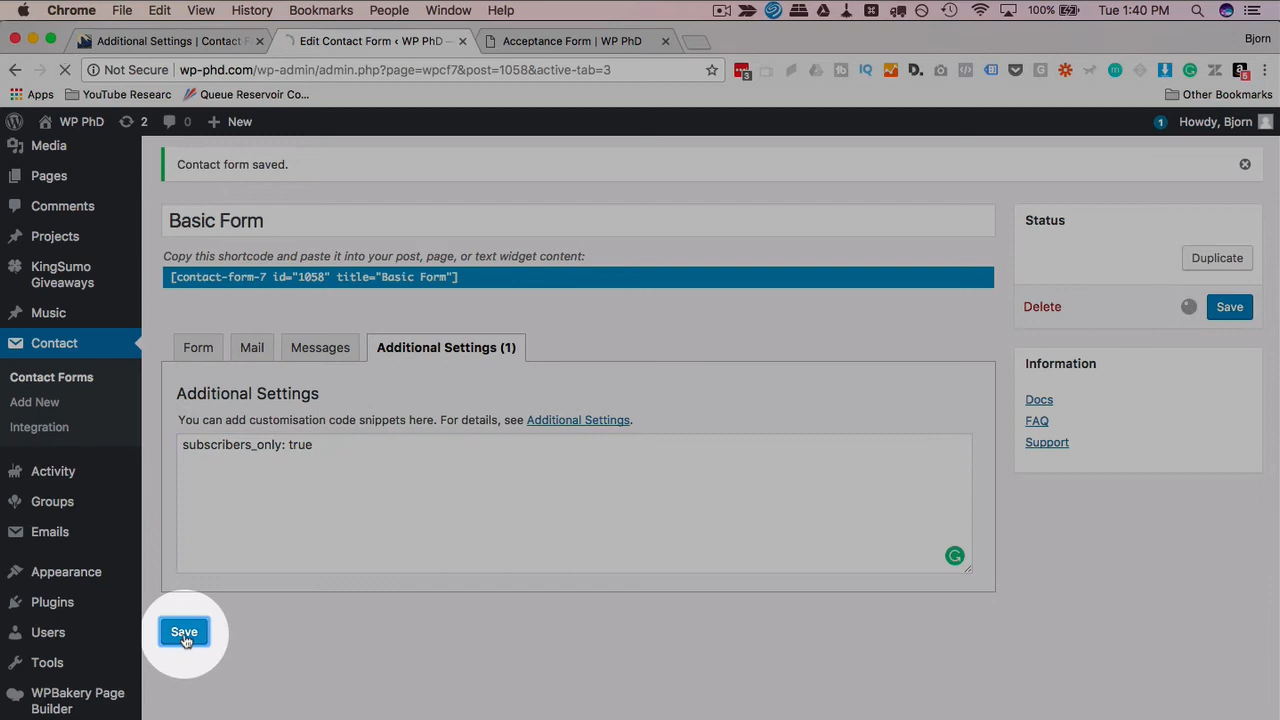 Chrome File Edit View History Bookmarks People Window Help 100% Tue 1:40 PM
Additional Settings | Contact F Edit Contact Form ‹ WP PhD – Acceptance Form | WP PhD Bjorn
Not Secure wp-phd.com/wp-admin/admin.php?page=wpcf7&post=1058&active-tab=3
Apps YouTube Researc Queue Reservoir Co... Other Bookmarks
WP PhD 2 0 New 1 Howdy, Bjorn
Media
Pages
Comments
Projects
KingSumo
Giveaways
Music
Contact
Contact Forms
Add New
Integration
Activity
Groups
Emails
Appearance
Plugins
Users
Tools
WPBakery Page
Builder
Contact form saved.
Basic Form
Copy this shortcode and paste it into your post, page, or text widget content:
[contact-form-7 id="1058" title="Basic Form"]
Form Mail Messages Additional Settings (1)
Additional Settings
You can add customisation code snippets here. For details, see Additional Settings.
subscribers_only: true
Save
Status
Duplicate
Delete Save
Information
Docs
FAQ
Support